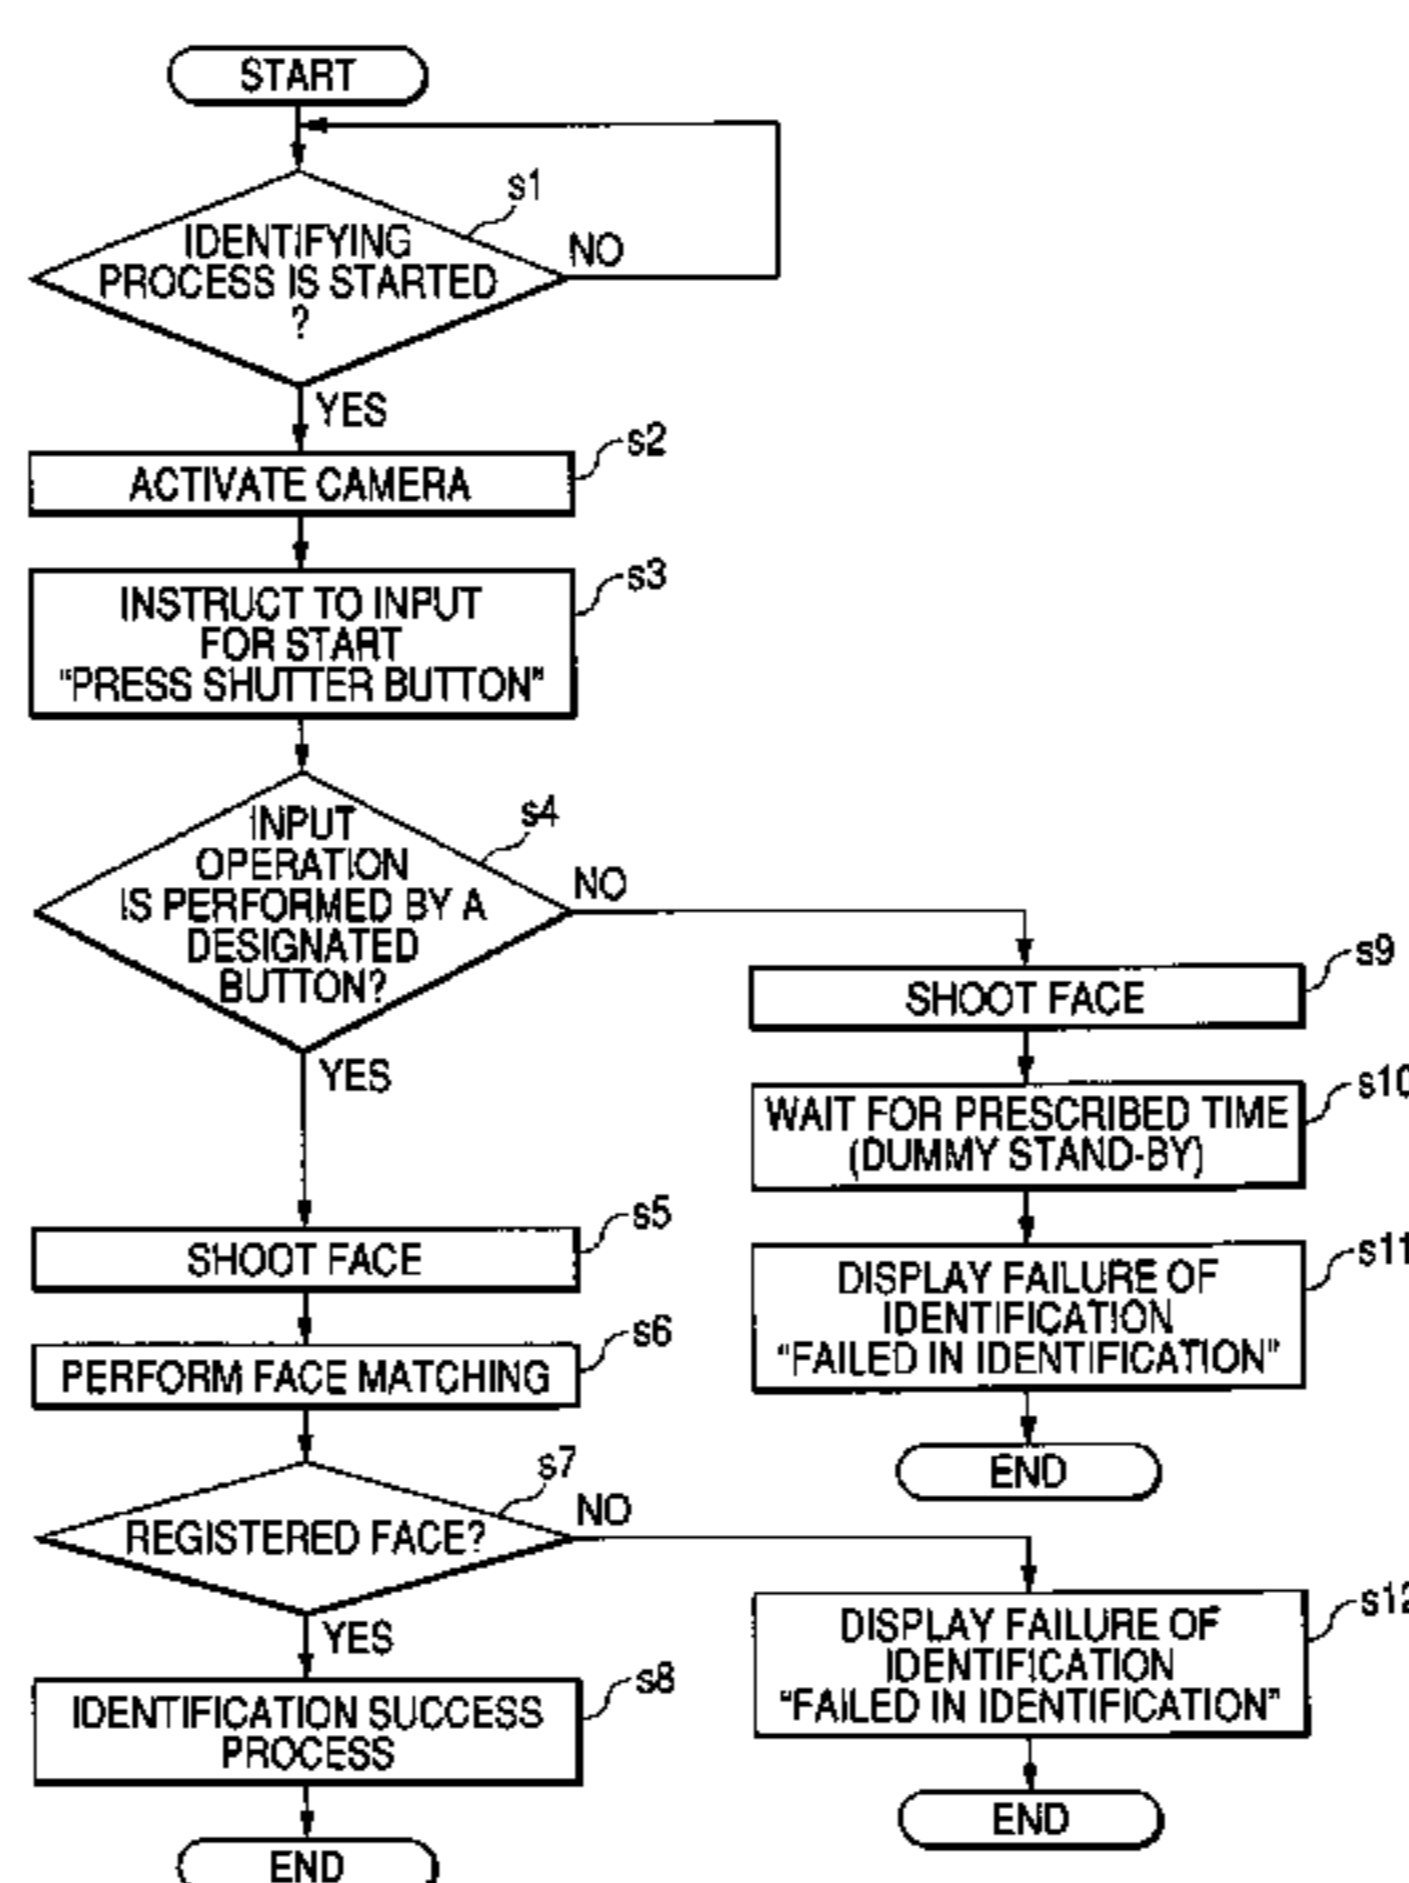 START
s1
IDENTIFYING
PROCESS IS STARTED
?
NO
YES
s2
ACTIVATE CAMERA
s3
INSTRUCT TO INPUT
FOR START
"PRESS SHUTTER BUTTON"
s4
INPUT
OPERATION
IS PERFORMED BY A
DESIGNATED
BUTTON?
NO
YES
s9
SHOOT FACE
s10
WAIT FOR PRESCRIBED TIME
(DUMMY STAND-BY)
s11
DISPLAY FAILURE OF
IDENTIFICATION
"FAILED IN IDENTIFICATION"
END
s5
SHOOT FACE
s6
PERFORM FACE MATCHING
s7
REGISTERED FACE?
NO
YES
s12
DISPLAY FAILURE OF
IDENTIFICATION
"FAILED IN IDENTIFICATION"
END
s8
IDENTIFICATION SUCCESS
PROCESS
END